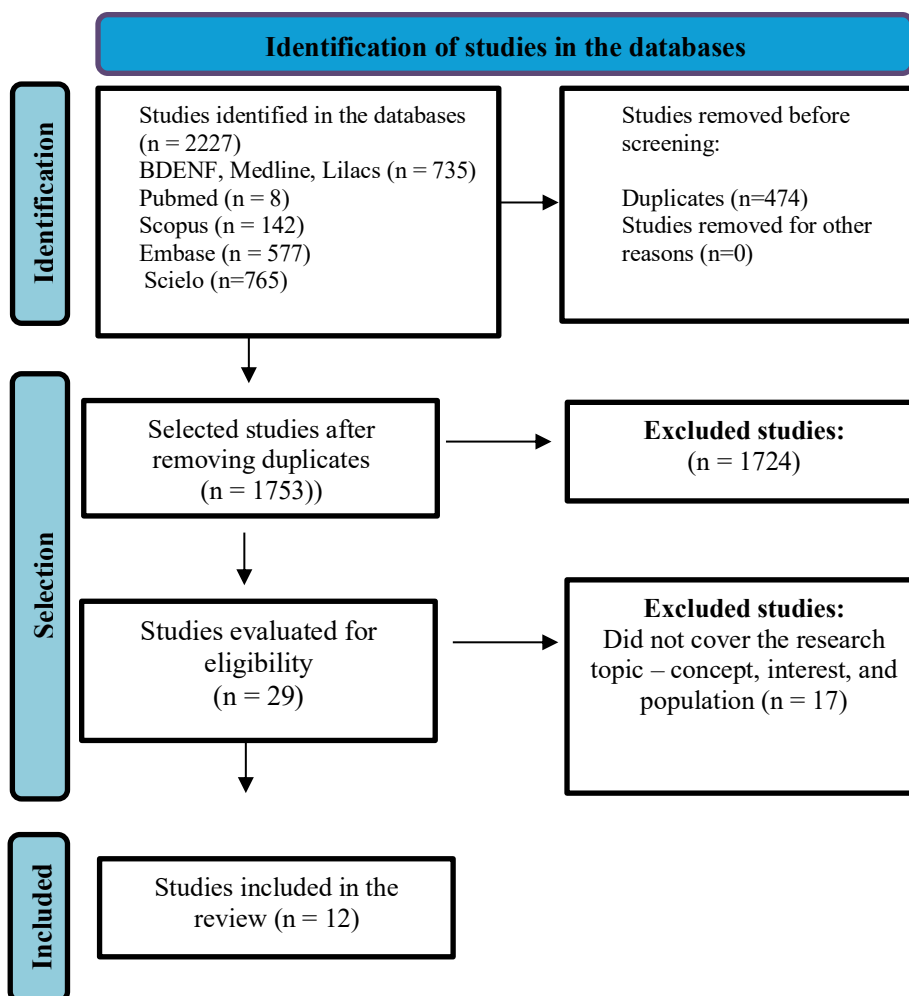 Identification of studies in the databases
Identification
Studies identified in the databases
(n = 2227)
BDENF, Medline, Lilacs (n = 735)
Pubmed (n = 8)
Scopus (n = 142)
Embase (n = 577)
Scielo (n=765)
Studies removed before
screening:
Duplicates (n=474)
Studies removed for other
reasons (n=0)
Selection
Selected studies after
removing duplicates
(n = 1753))
Excluded studies:
(n = 1724)
Studies evaluated for
eligibility
(n = 29)
Excluded studies:
Did not cover the research
topic – concept, interest, and
population (n = 17)
Included
Studies included in the
review (n = 12)